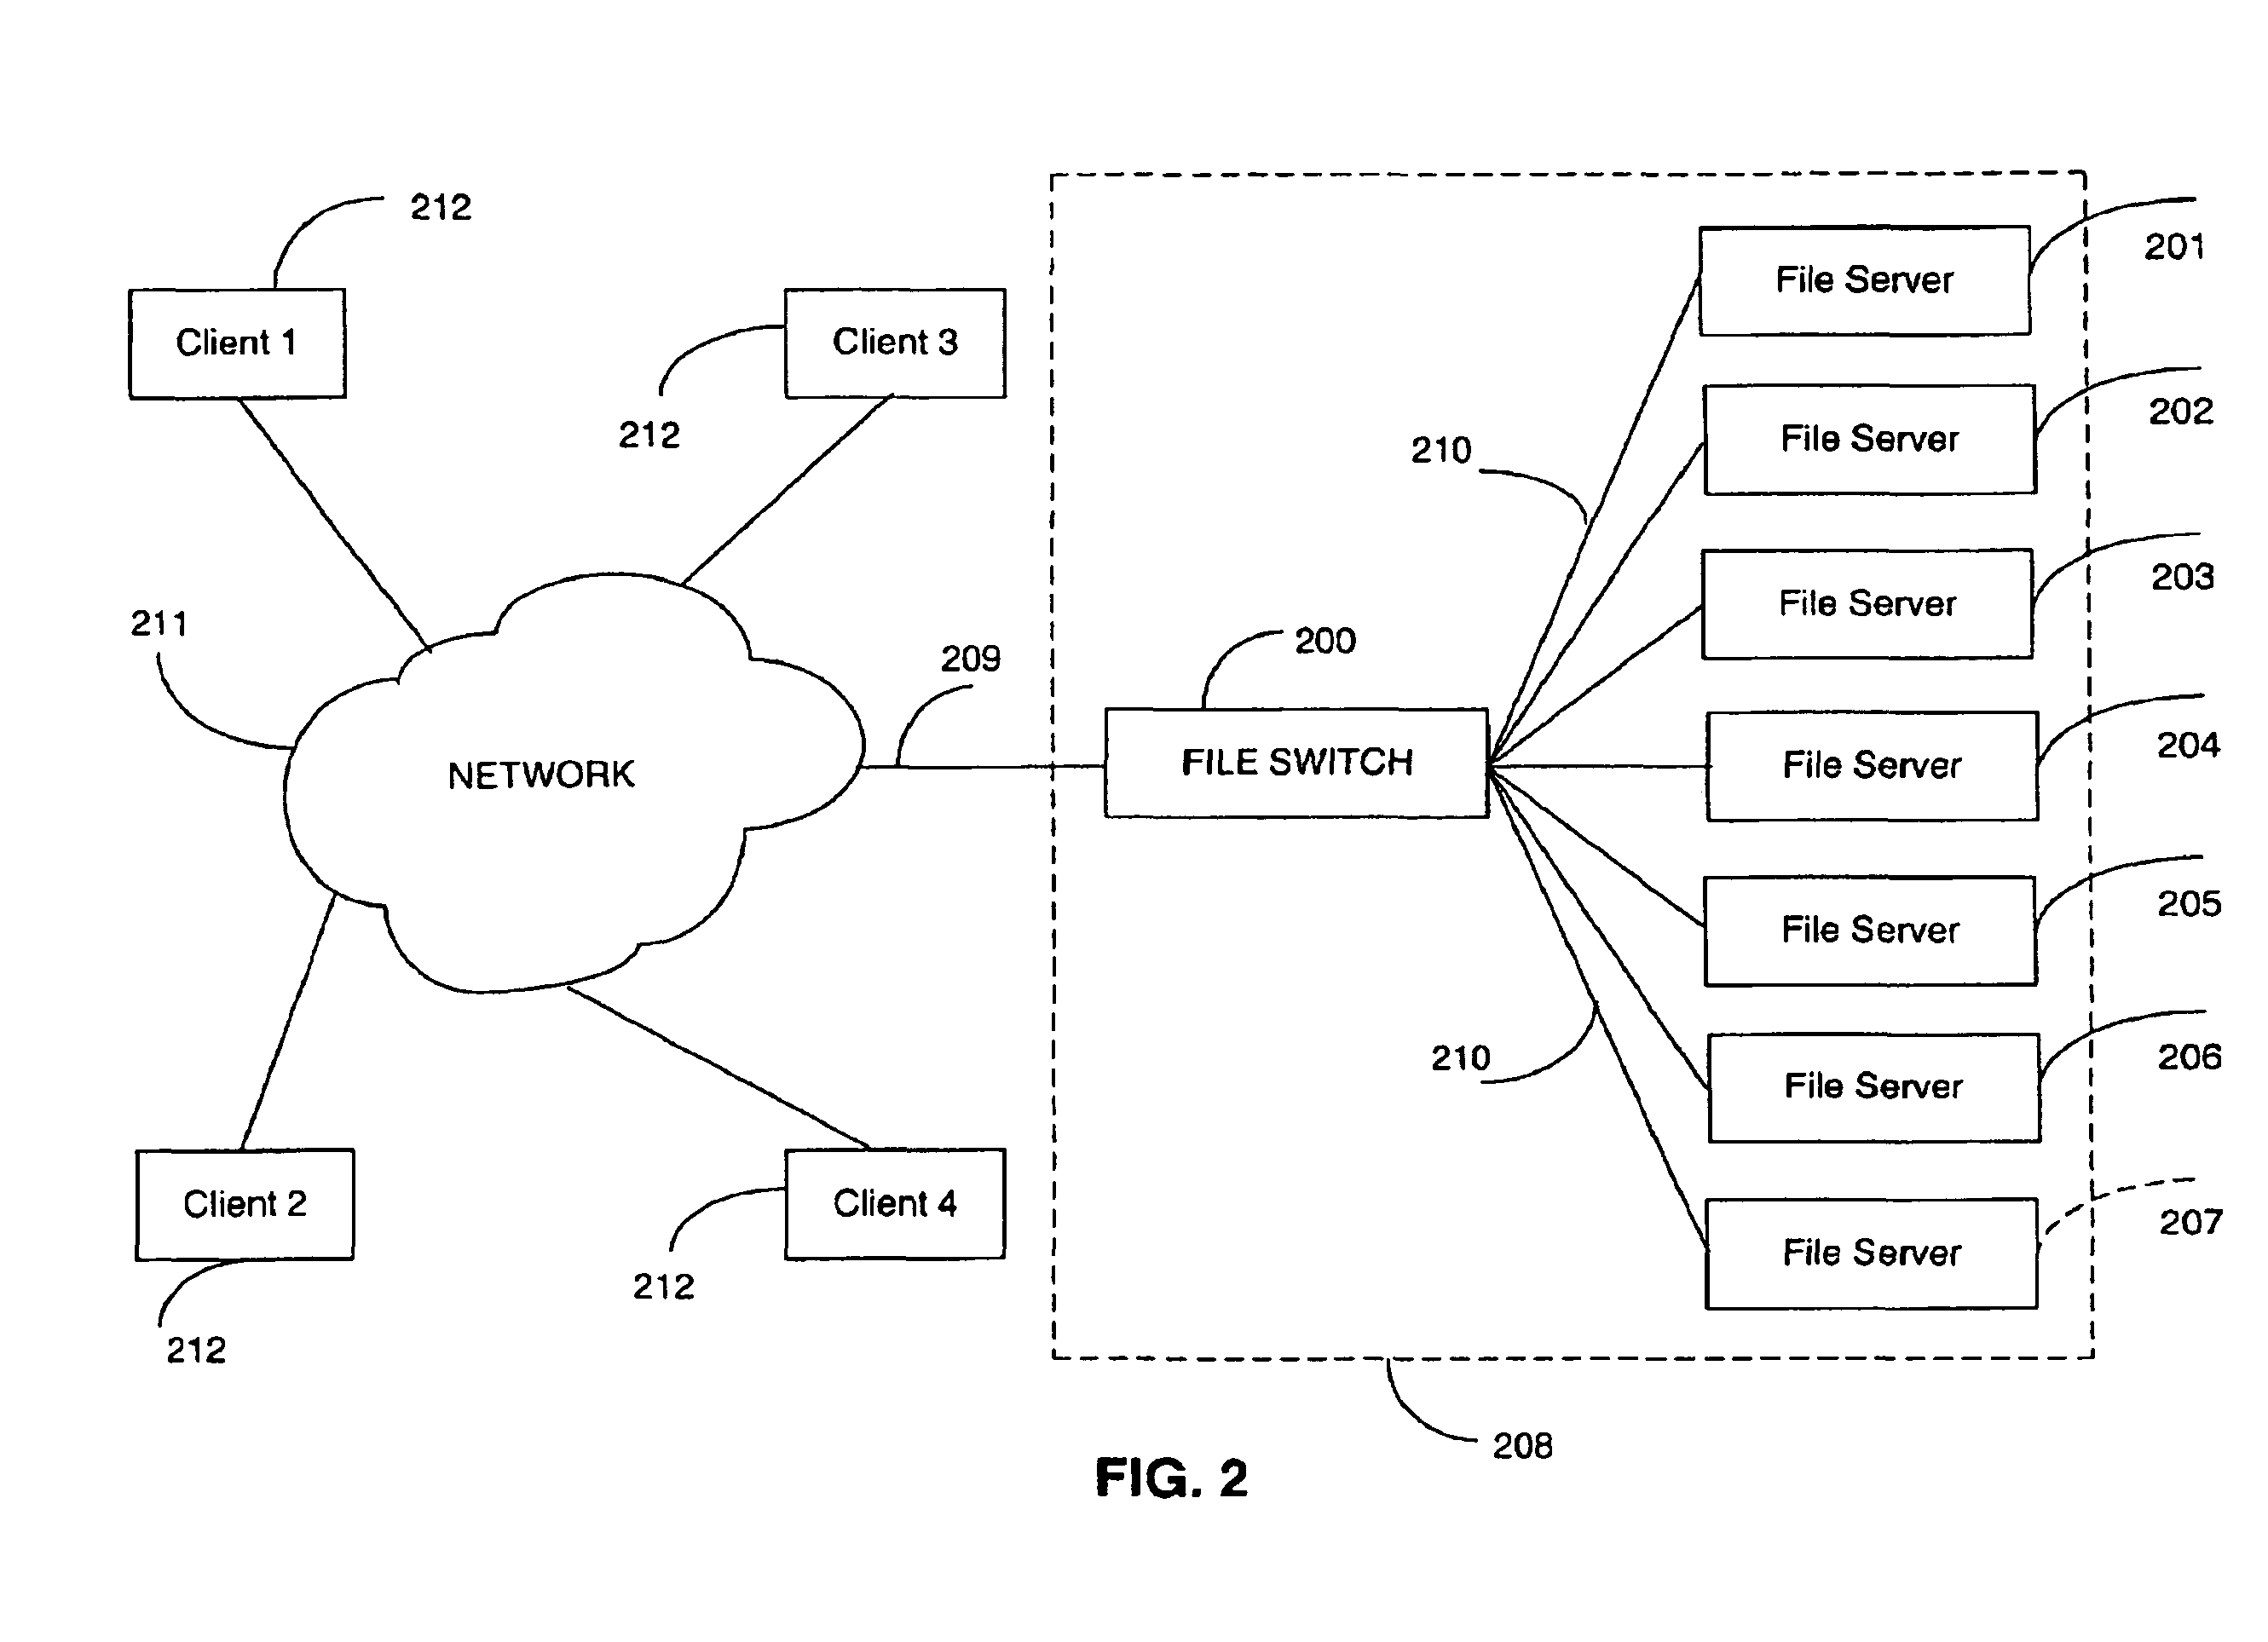 212
Client 1
Client 3
212
211
NETWORK
209
200
FILE SWITCH
210
210
File Server
201
File Server
202
File Server
203
File Server
204
File Server
205
File Server
206
File Server
207
Client 2
212
Client 4
212
208
FIG. 2